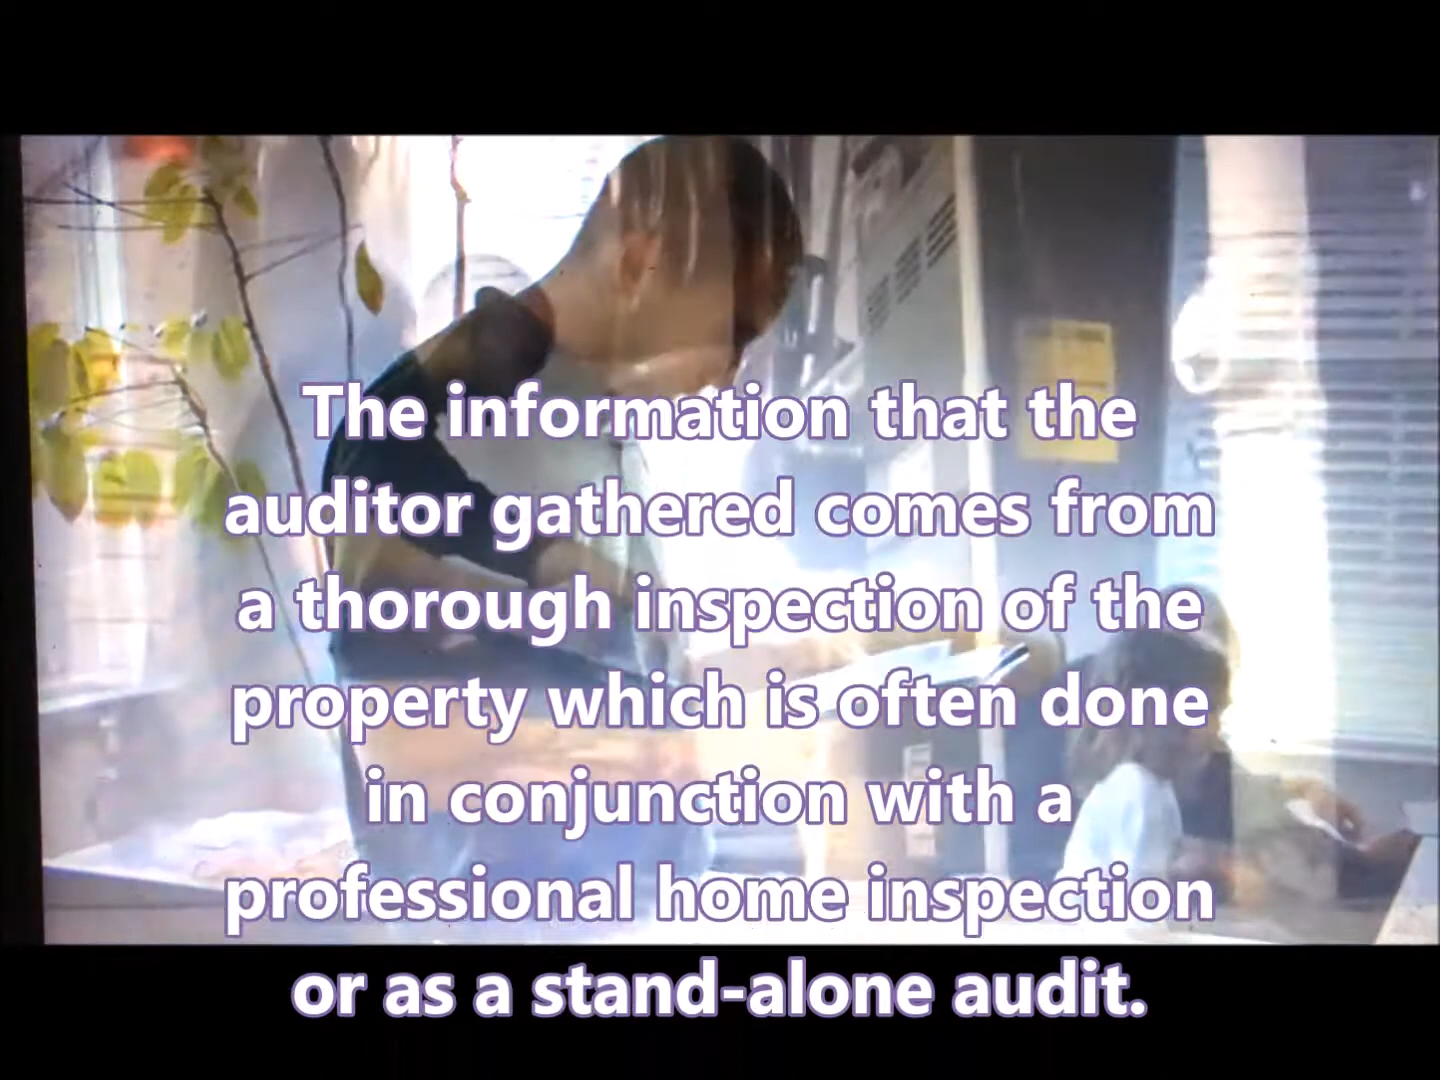 The information that the
auditor gathered comes from
a thorough inspection of the
property which is often done
in conjunction with a
professional home inspection
or as a stand-alone audit.